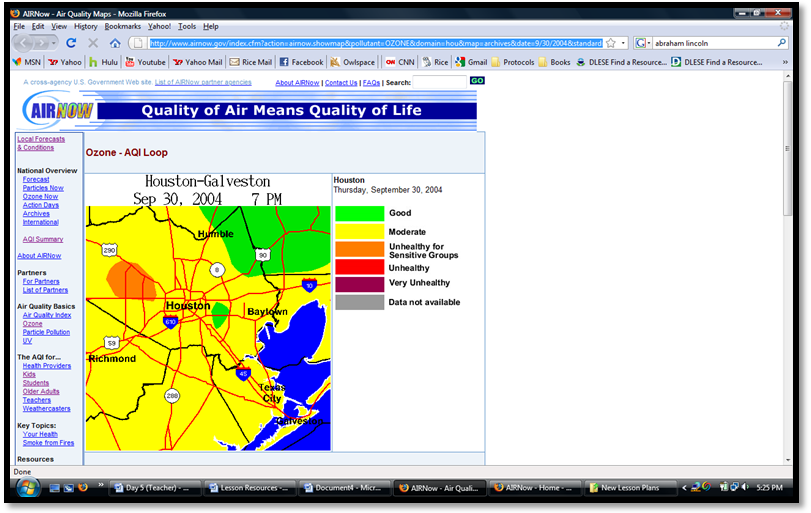 AIRNow - Air Quality Maps - Mozilla Firefox
File Edit View History Bookmarks Yahoo! Tools Help
http://www.airnow.gov/index.cfm?action=airnow.showmap&pollutant=OZONE&domain=hou&map=archives&date=9/30/2004&standard
abraham lincoln
MSN Yahoo Hulu Youtube Yahoo Mail Rice Mail Facebook Owlspace CNN Rice Gmail Protocols Books DLESE Find a Resource... DLESE Find a Resource...
A cross-agency U.S. Government Web site. List of AIRNow partner agencies
About AIRNow | Contact Us | FAQs | Search: GO
AIRNOW
Quality of Air Means Quality of Life
Local Forecasts
& Conditions
National Overview
Forecast
Particles Now
Ozone Now
Action Days
Archives
International
AQI Summary
About AIRNow
Partners
For Partners
List of Partners
Air Quality Basics
Air Quality Index
Ozone
Particle Pollution
UV
The AQI for...
Health Providers
Kids
Students
Older Adults
Teachers
Weathercasters
Key Topics:
Your Health
Smoke from Fires
Resources
Ozone - AQI Loop
Houston-Galveston
Sep 30, 2004 7 PM
Humble
290
90
8
10
Houston
Baytown
610
59
Richmond
45
288
Texas
City
Galveston
Houston
Thursday, September 30, 2004
Good
Moderate
Unhealthy for
Sensitive Groups
Unhealthy
Very Unhealthy
Data not available
Done
Day 5 (Teacher) - ... Lesson Resources - ... Document4 - Micr... AIRNow - Air Quali... AIRNow - Home - ... New Lesson Plans 5:25 PM